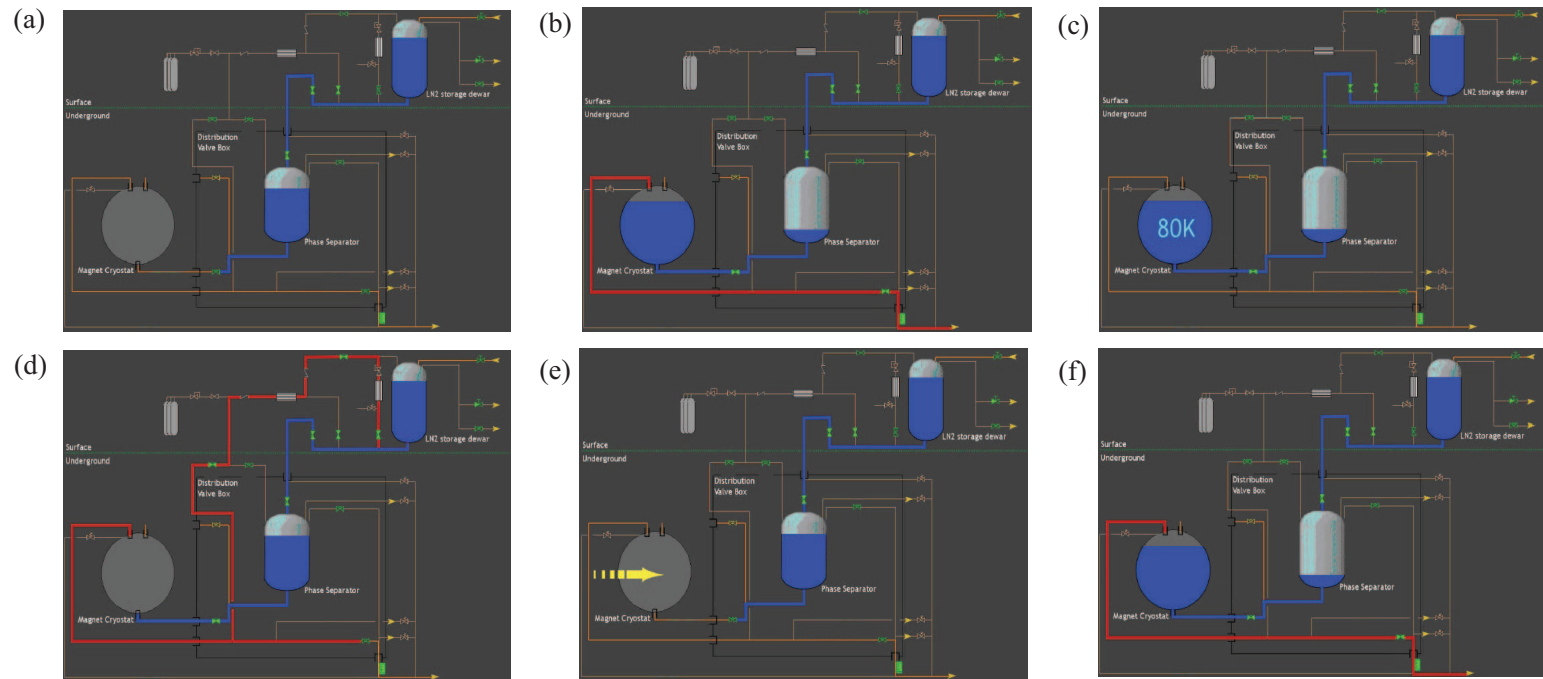 (a)
LN2 storage dewar
Surface
Underground
Distribution
Valve Box
Phase Separator
Magnet Cryostat
(b)
LN2 storage dewar
Surface
Underground
Distribution
Valve Box
Phase Separator
Magnet Cryostat
(c)
LN2 storage dewar
Surface
Underground
Distribution
Valve Box
80K
Phase Separator
Magnet Cryostat
(d)
LN2 storage dewar
Surface
Underground
Distribution
Valve Box
Phase Separator
Magnet Cryostat
(e)
LN2 storage dewar
Surface
Underground
Distribution
Valve Box
Phase Separator
Magnet Cryostat
(f)
LN2 storage dewar
Surface
Underground
Distribution
Valve Box
Phase Separator
Magnet Cryostat